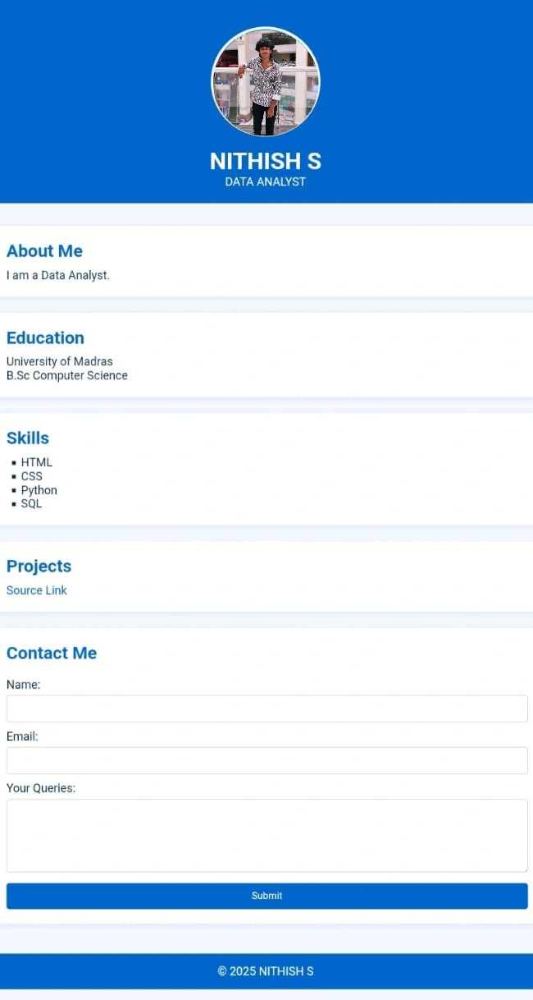 NITHISH S
DATA ANALYST
About Me
I am a Data Analyst.
Education
University of Madras
B.Sc Computer Science
Skills
HTML
CSS
Python
SQL
Projects
Source Link
Contact Me
Name:
Email:
Your Queries:
Submit
© 2025 NITHISH S